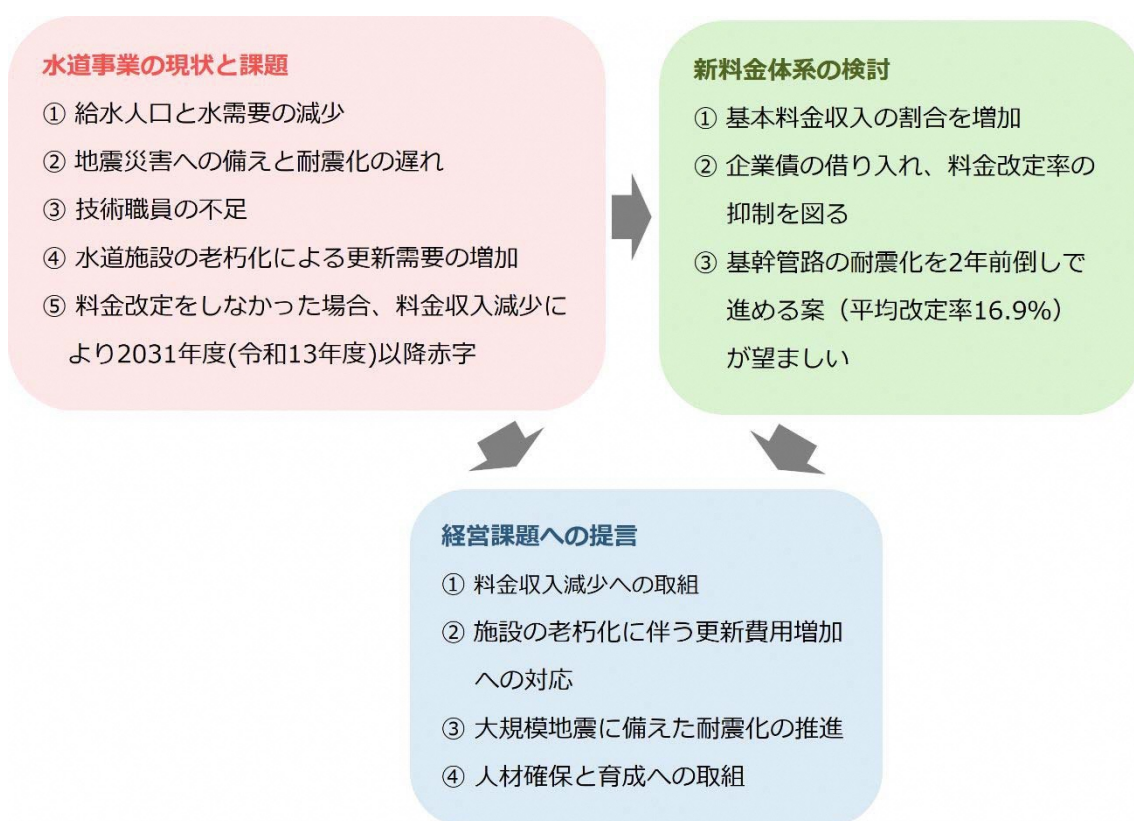 水道事業の現状と課題
① 給水人口と水需要の減少
② 地震災害への備えと耐震化の遅れ
③ 技術職員の不足
④ 水道施設の老朽化による更新需要の増加
⑤ 料金改定をしなかった場合、料金収入減少に
より2031年度(令和13年度)以降赤字
新料金体系の検討
① 基本料金収入の割合を増加
② 企業債の借り入れ、料金改定率の
抑制を図る
③ 基幹管路の耐震化を2年前倒しで
進める案（平均改定率16.9%）
が望ましい
経営課題への提言
① 料金収入減少への取組
② 施設の老朽化に伴う更新費用増加
への対応
③ 大規模地震に備えた耐震化の推進
④ 人材確保と育成への取組